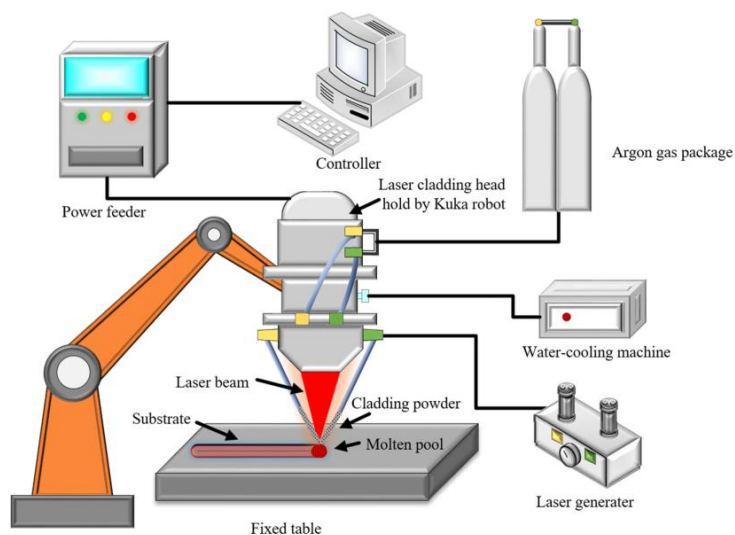 Controller
Argon gas package
Laser cladding head
hold by Kuka robot
Power feeder
Water-cooling machine
Laser beam
Cladding powder
Substrate
Molten pool
Laser generater
Fixed table